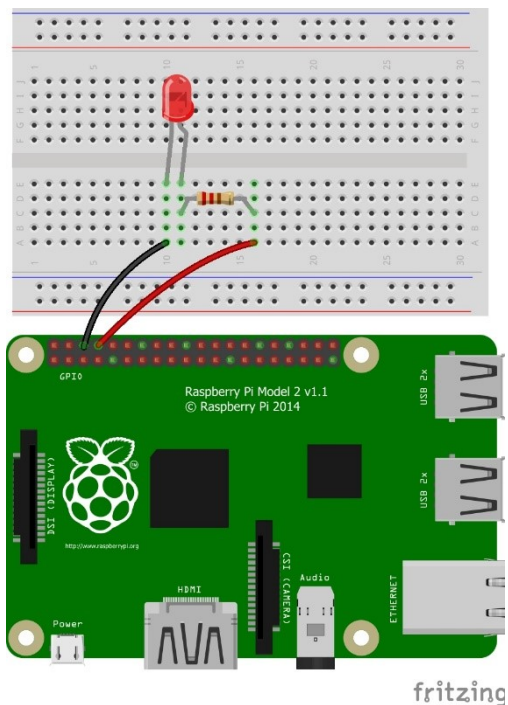 1 5 10 15 20 25 30
J
I
H
G
F
E
D
C
B
A
1 5 10 15 20 25 30
GPIO
Raspberry Pi Model 2 v1.1
© Raspberry Pi 2014
USB 2x
DSI (DISPLAY)
TM
http://www.raspberrypi.org
USB 2x
CSI (CAMERA)
HDMI
Audio
ETHERNET
Power
fritzing